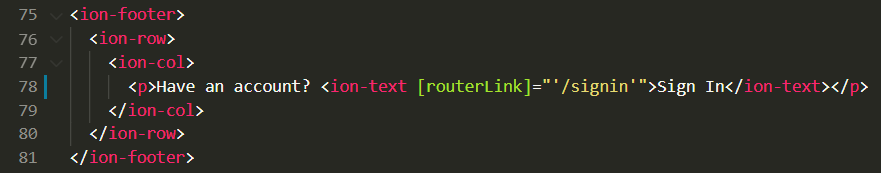 75 <ion-footer>
76 <ion-row>
77 <ion-col>
78 <p>Have an account? <ion-text [routerLink]="'/signin'">Sign In</ion-text></p>
79 </ion-col>
80 </ion-row>
81 </ion-footer>